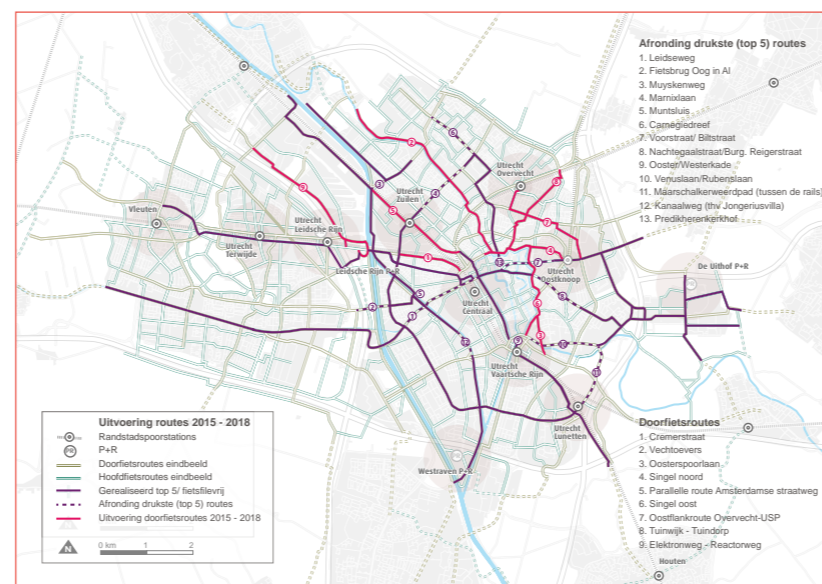 Afronding drukste (top 5) routes
1. Leidseweg
2. Fietsbrug Oog in Al
3. Muyskenweg
4. Marnixlaan
5. Muntsluis
6. Carnegiedreef
7. Voorstraat/ Biltstraat
8. Nachtegaalstraat/Burg. Reigerstraat
9. Ooster/Westerkade
10. Venuslaan/Rubenslaan
11. Maarschalkerweerdpad (tussen de rails)
12. Kanaalweg (thv Jongeriusvilla)
13. Predikherenkerkhof
Utrecht
Overvecht
Utrecht
Zuilen
Vleuten
Utrecht
Leidsche Rijn
Utrecht
Terwijde
Leidsche Rijn P+R
Utrecht
Oostknoop
De Uithof P+R
Utrecht
Centraal
Utrecht
Vaartsche Rijn
Utrecht
Lunetten
Westraven P+R
Houten
Uitvoering routes 2015 - 2018
Randstadspoorstations
P+R
Doorfietsroutes eindbeeld
Hoofdfietsroutes eindbeeld
Gerealiseerd top 5/ fietsfilevrij
Afronding drukste (top 5) routes
Uitvoering doorfietsroutes 2015 - 2018
N
0 km 1 2
Doorfietsroutes
1. Cremerstraat
2. Vechtoevers
3. Oosterspoorlaan
4. Singel noord
5. Parallelle route Amsterdamse straatweg
6. Singel oost
7. Oostflankroute Overvecht-USP
8. Tuinwijk - Tuindorp
9. Elektronweg - Reactorweg